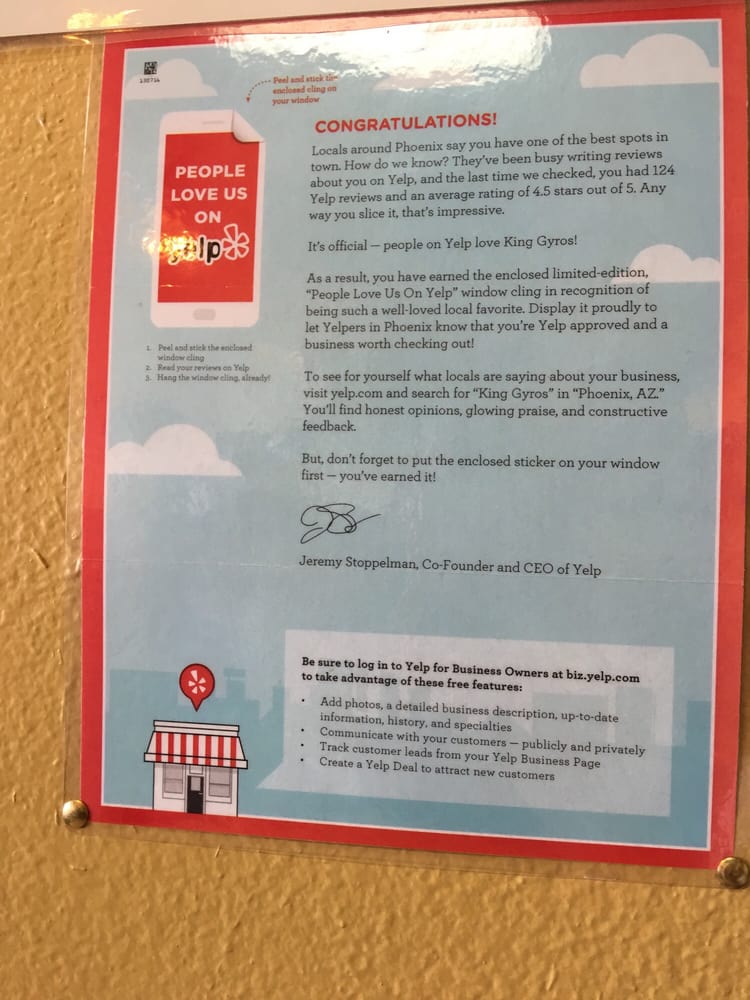 130714
Peel and stick the
enclosed cling on
your window
CONGRATULATIONS!
Locals around Phoenix say you have one of the best spots in
town. How do we know? They've been busy writing reviews
about you on Yelp, and the last time we checked, you had 124
Yelp reviews and an average rating of 4.5 stars out of 5. Any
way you slice it, that's impressive.
It's official — people on Yelp love King Gyros!
As a result, you have earned the enclosed limited-edition,
"People Love Us On Yelp" window cling in recognition of
being such a well-loved local favorite. Display it proudly to
let Yelpers in Phoenix know that you're Yelp approved and a
business worth checking out!
To see for yourself what locals are saying about your business,
visit yelp.com and search for "King Gyros" in "Phoenix, AZ."
You'll find honest opinions, glowing praise, and constructive
feedback.
But, don't forget to put the enclosed sticker on your window
first — you've earned it!
Jeremy Stoppelman, Co-Founder and CEO of Yelp
PEOPLE
LOVE US
ON
yelp
1. Peel and stick the enclosed
window cling
2. Read your reviews on Yelp
3. Hang the window cling, already!
Be sure to log in to Yelp for Business Owners at biz.yelp.com
to take advantage of these free features:
• Add photos, a detailed business description, up-to-date
information, history, and specialties
• Communicate with your customers — publicly and privately
• Track customer leads from your Yelp Business Page
• Create a Yelp Deal to attract new customers